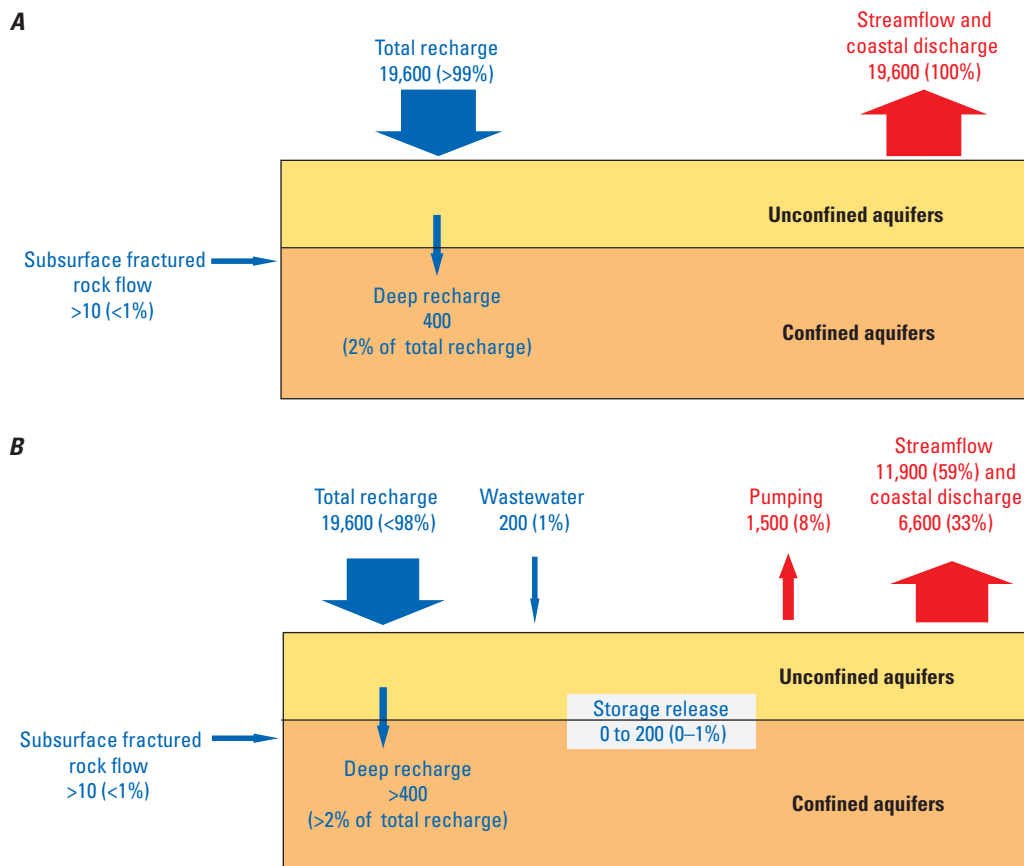 A
Total recharge
19,600 (>99%)
Streamflow and
coastal discharge
19,600 (100%)
Unconfined aquifers
Subsurface fractured
rock flow
>10 (<1%)
Deep recharge
400
(2% of total recharge)
Confined aquifers
B
Total recharge
19,600 (<98%)
Wastewater
200 (1%)
Pumping
1,500 (8%)
Streamflow
11,900 (59%) and
coastal discharge
6,600 (33%)
Unconfined aquifers
Storage release
0 to 200 (0–1%)
Subsurface fractured
rock flow
>10 (<1%)
Deep recharge
>400
(>2% of total recharge)
Confined aquifers